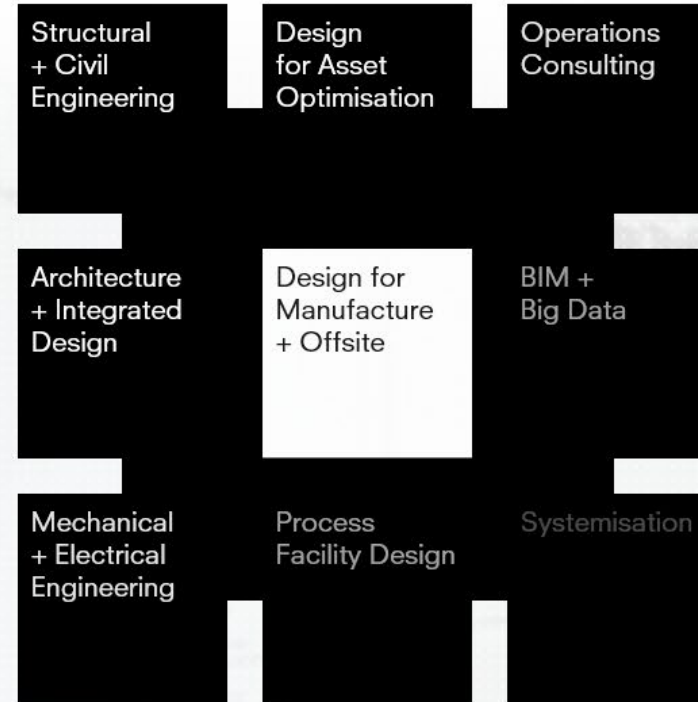 Structural
+ Civil
Engineering
Design
for Asset
Optimisation
Operations
Consulting
Architecture
+ Integrated
Design
Design for
Manufacture
+ Offsite
BIM +
Big Data
Mechanical
+ Electrical
Engineering
Process
Facility Design
Systemisation